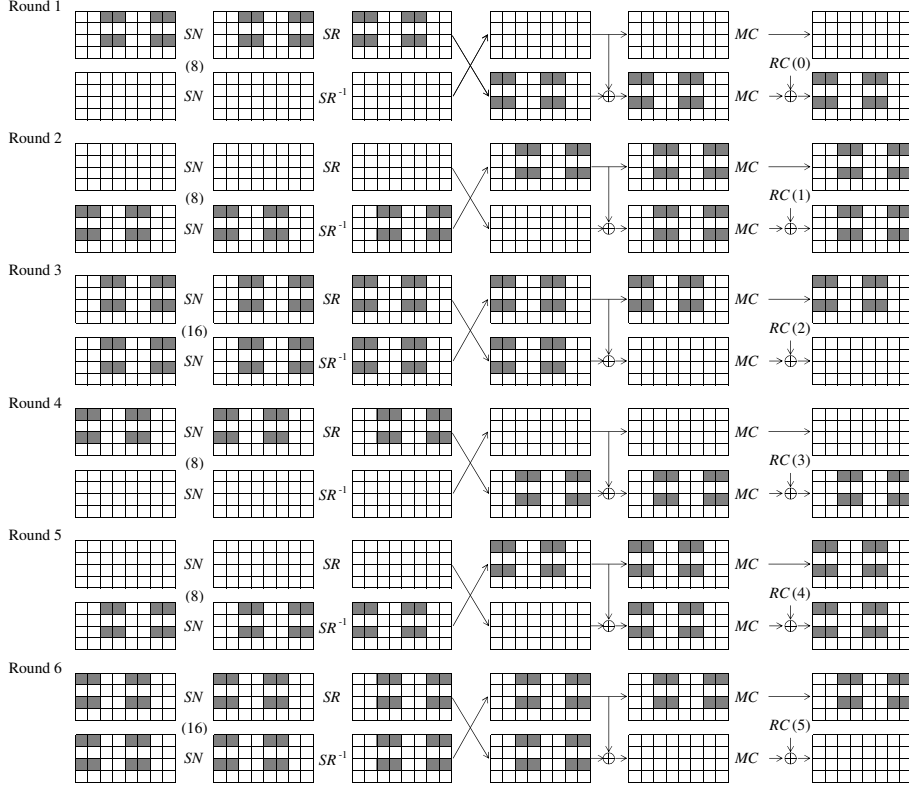 Round 1
SN SR MC
(8) RC(0)
SN SR⁻¹ MC
Round 2
SN SR MC
(8) RC(1)
SN SR⁻¹ MC
Round 3
SN SR MC
(16) RC(2)
SN SR⁻¹ MC
Round 4
SN SR MC
(8) RC(3)
SN SR⁻¹ MC
Round 5
SN SR MC
(8) RC(4)
SN SR⁻¹ MC
Round 6
SN SR MC
(16) RC(5)
SN SR⁻¹ MC